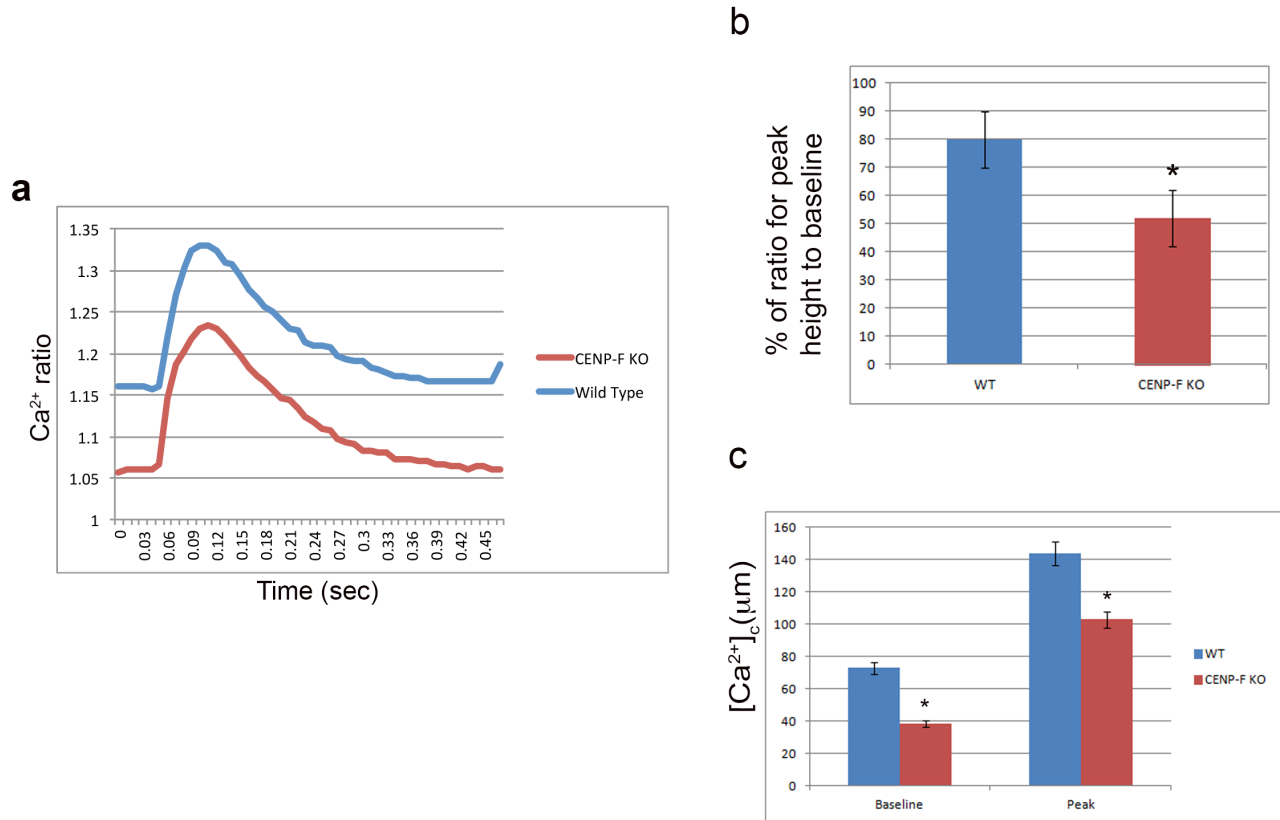 a
1.35
1.3
1.25
1.2
1.15
1.1
1.05
1
Ca2+ ratio
0 0.03 0.06 0.09 0.12 0.15 0.18 0.21 0.24 0.27 0.3 0.33 0.36 0.39 0.42 0.45
Time (sec)
CENP-F KO
Wild Type
b
% of ratio for peak
height to baseline
100
90
80
70
60
50
40
30
20
10
0
*
WT CENP-F KO
c
[Ca2+]c(μm)
160
140
120
100
80
60
40
20
0
* *
Baseline Peak
WT
CENP-F KO